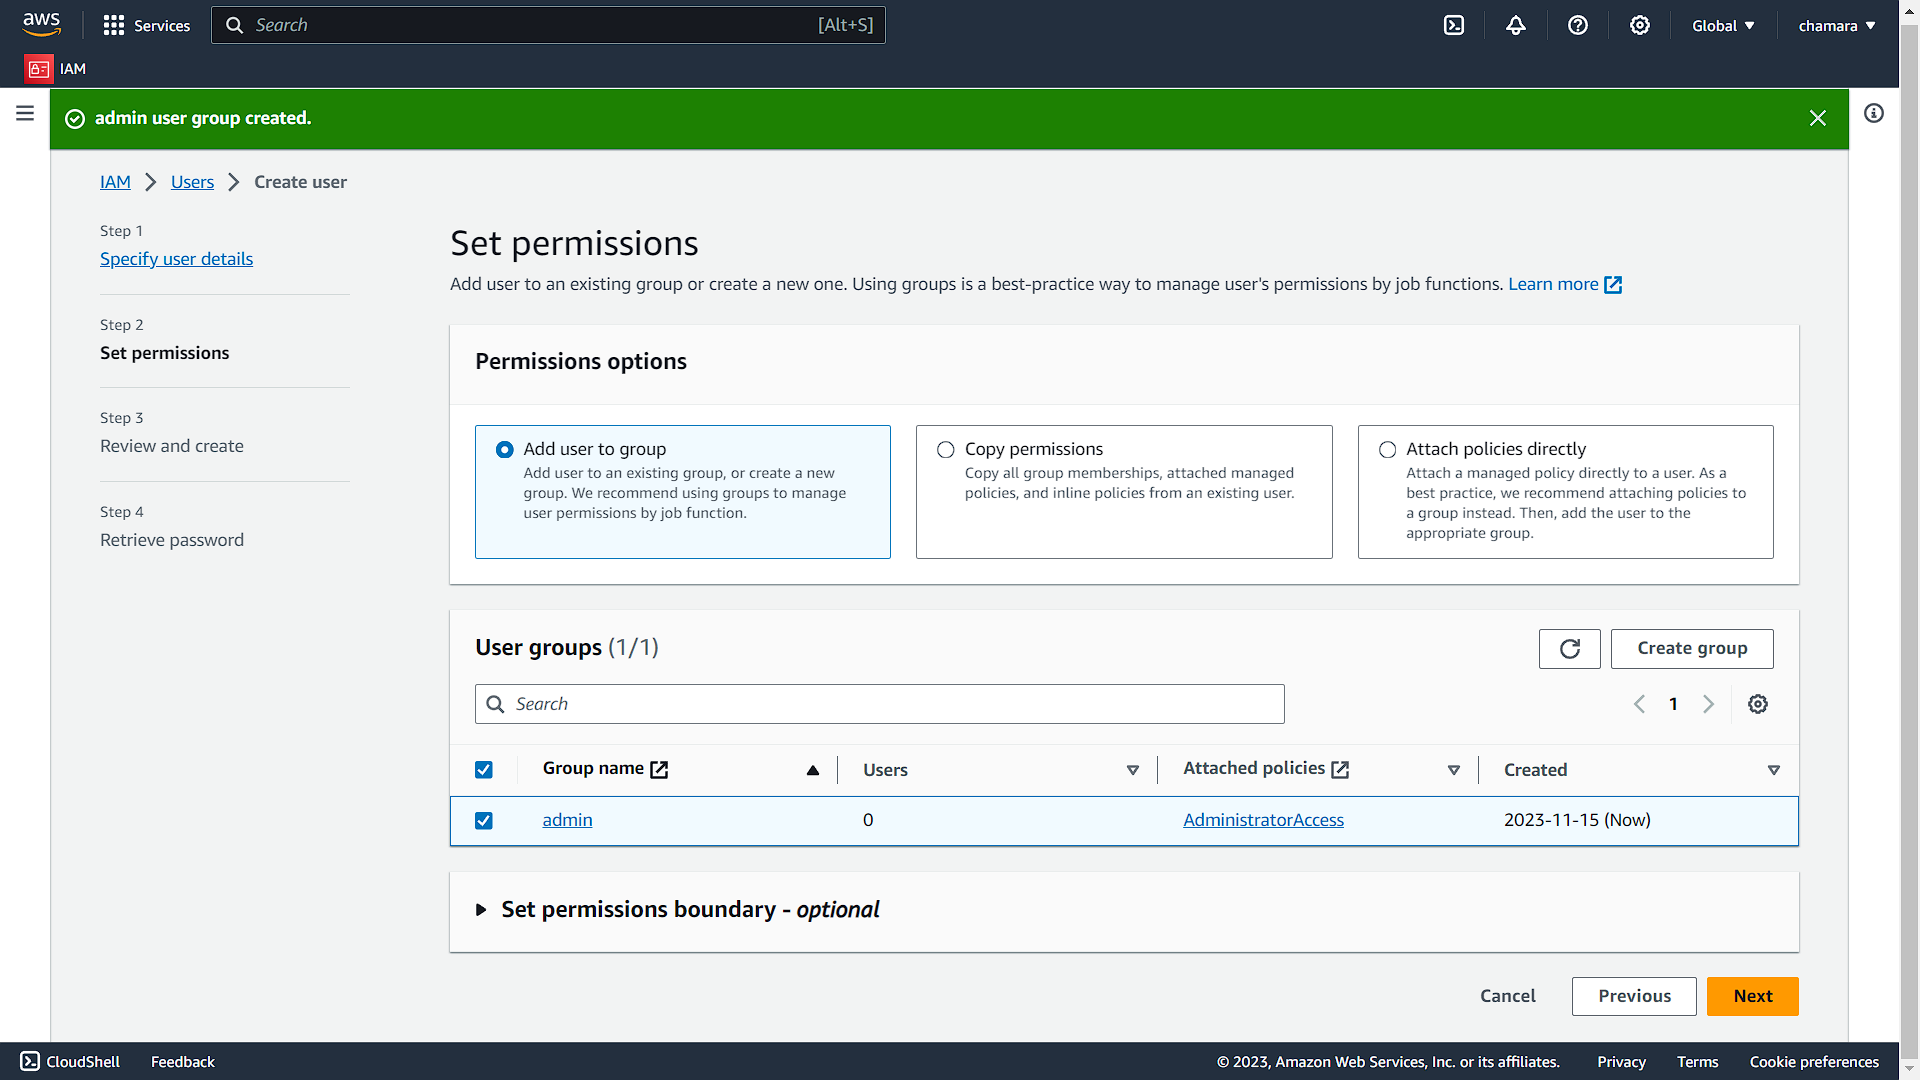 aws
Services
Search
[Alt+S]
Global
chamara
IAM
admin user group created.
IAM
Users
Create user
Step 1
Specify user details
Step 2
Set permissions
Step 3
Review and create
Step 4
Retrieve password
Set permissions
Add user to an existing group or create a new one. Using groups is a best-practice way to manage user's permissions by job functions. Learn more
Permissions options
Add user to group
Add user to an existing group, or create a new
group. We recommend using groups to manage
user permissions by job function.
Copy permissions
Copy all group memberships, attached managed
policies, and inline policies from an existing user.
Attach policies directly
Attach a managed policy directly to a user. As a
best practice, we recommend attaching policies to
a group instead. Then, add the user to the
appropriate group.
User groups (1/1)
Create group
Search
1
Group name
Users
Attached policies
Created
admin
0
AdministratorAccess
2023-11-15 (Now)
Set permissions boundary - optional
Cancel
Previous
Next
CloudShell
Feedback
© 2023, Amazon Web Services, Inc. or its affiliates.
Privacy
Terms
Cookie preferences